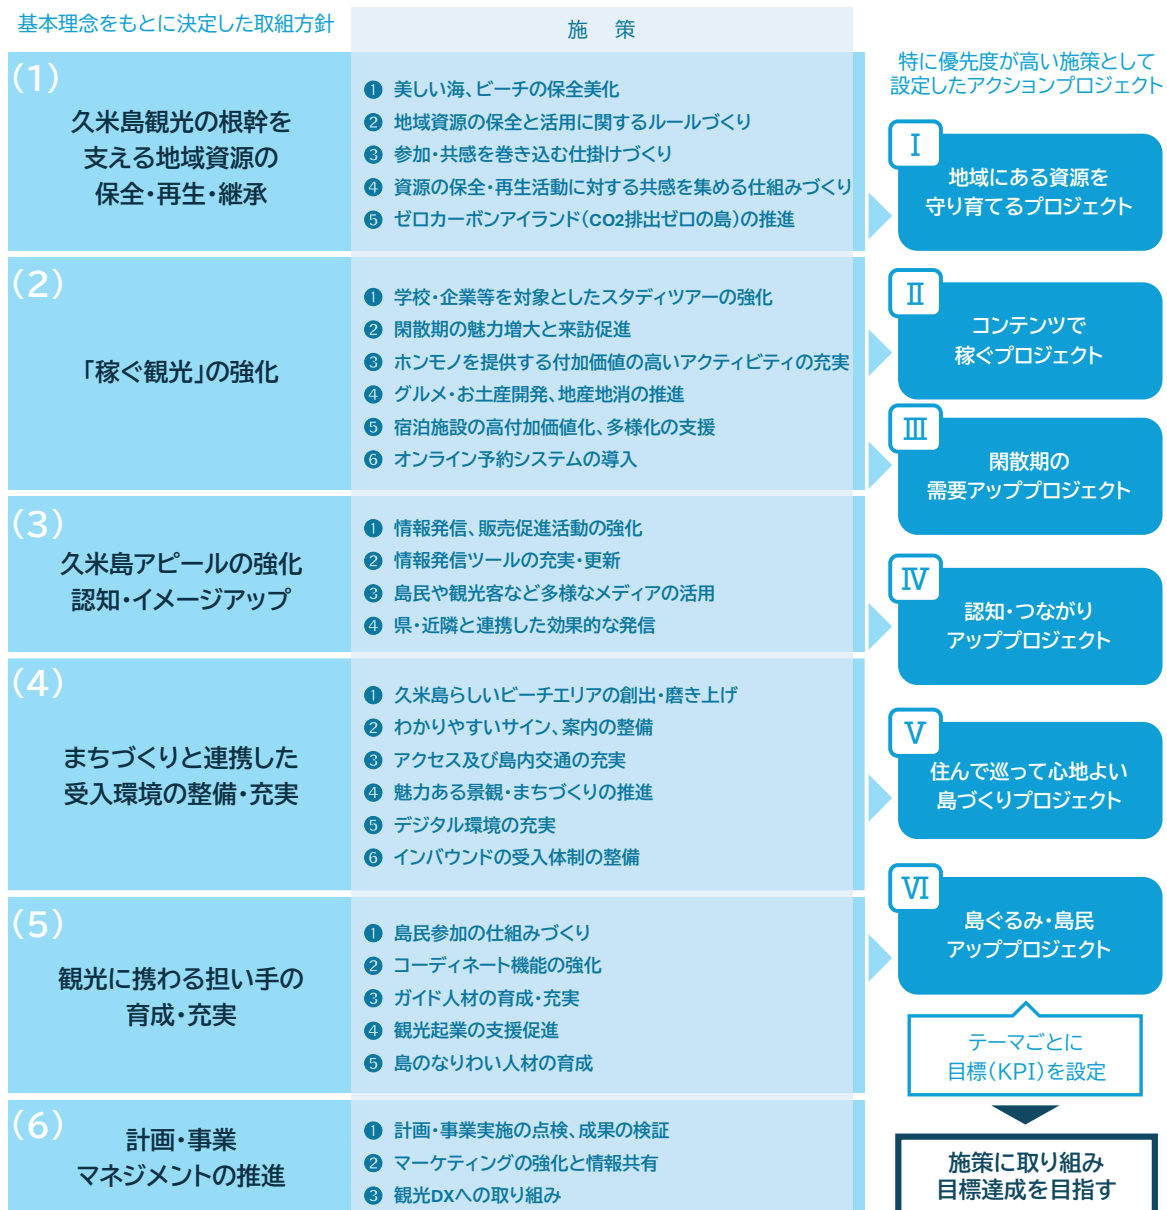 基本理念をもとに決定した取組方針
施 策
特に優先度が高い施策として
設定したアクションプロジェクト
(1)
久米島観光の根幹を
支える地域資源の
保全・再生・継承
❶ 美しい海、ビーチの保全美化
❷ 地域資源の保全と活用に関するルールづくり
❸ 参加・共感を巻き込む仕掛けづくり
❹ 資源の保全・再生活動に対する共感を集める仕組みづくり
❺ ゼロカーボンアイランド(CO2排出ゼロの島)の推進
Ⅰ
地域にある資源を
守り育てるプロジェクト
(2)
「稼ぐ観光」の強化
❶ 学校・企業等を対象としたスタディツアーの強化
❷ 閑散期の魅力増大と来訪促進
❸ ホンモノを提供する付加価値の高いアクティビティの充実
❹ グルメ・お土産開発、地産地消の推進
❺ 宿泊施設の高付加価値化、多様化の支援
❻ オンライン予約システムの導入
Ⅱ
コンテンツで
稼ぐプロジェクト
Ⅲ
閑散期の
需要アッププロジェクト
(3)
久米島アピールの強化
認知・イメージアップ
❶ 情報発信、販売促進活動の強化
❷ 情報発信ツールの充実・更新
❸ 島民や観光客など多様なメディアの活用
❹ 県・近隣と連携した効果的な発信
Ⅳ
認知・つながり
アッププロジェクト
(4)
まちづくりと連携した
受入環境の整備・充実
❶ 久米島らしいビーチエリアの創出・磨き上げ
❷ わかりやすいサイン、案内の整備
❸ アクセス及び島内交通の充実
❹ 魅力ある景観・まちづくりの推進
❺ デジタル環境の充実
❻ インバウンドの受入体制の整備
Ⅴ
住んで巡って心地よい
島づくりプロジェクト
(5)
観光に携わる担い手の
育成・充実
❶ 島民参加の仕組みづくり
❷ コーディネート機能の強化
❸ ガイド人材の育成・充実
❹ 観光起業の支援促進
❺ 島のなりわい人材の育成
Ⅵ
島ぐるみ・島民
アッププロジェクト
テーマごとに
目標(KPI)を設定
(6)
計画・事業
マネジメントの推進
❶ 計画・事業実施の点検、成果の検証
❷ マーケティングの強化と情報共有
❸ 観光DXへの取り組み
施策に取り組み
目標達成を目指す